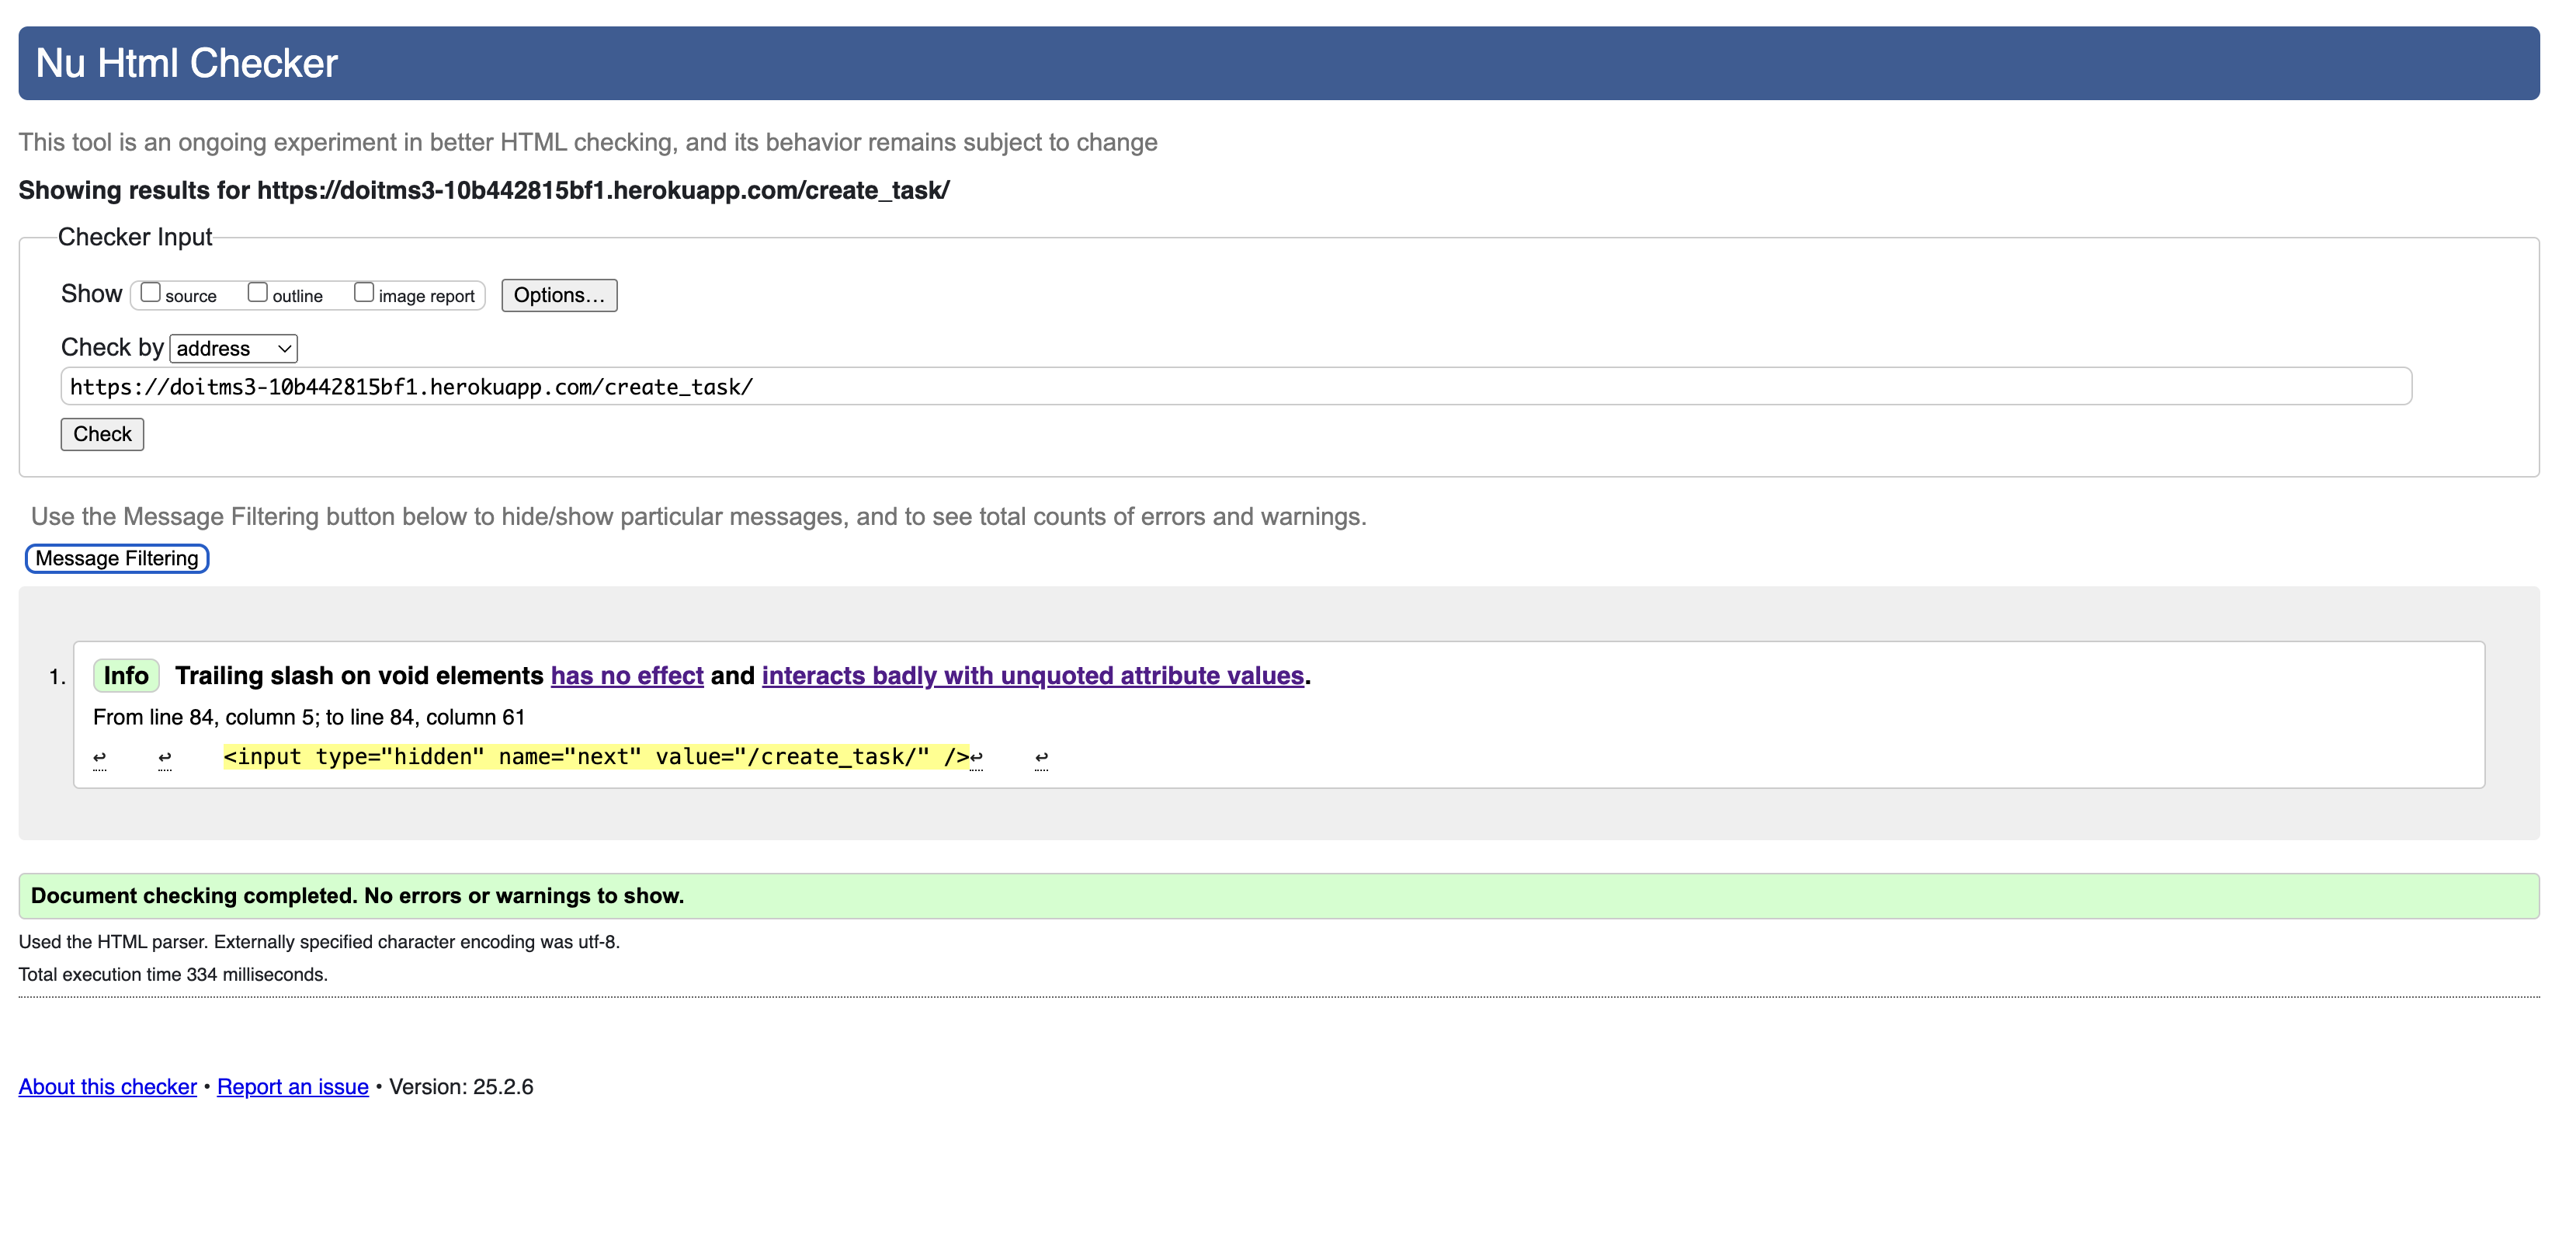 Nu Html Checker
This tool is an ongoing experiment in better HTML checking, and its behavior remains subject to change
Showing results for https://doitms3-10b442815bf1.herokuapp.com/create_task/
Checker Input
Show source outline image report Options...
Check by address
https://doitms3-10b442815bf1.herokuapp.com/create_task/
Check
Use the Message Filtering button below to hide/show particular messages, and to see total counts of errors and warnings.
Message Filtering
1. Info Trailing slash on void elements has no effect and interacts badly with unquoted attribute values.
From line 84, column 5; to line 84, column 61
↩ ↩ <input type="hidden" name="next" value="/create_task/" />↩ ↩
Document checking completed. No errors or warnings to show.
Used the HTML parser. Externally specified character encoding was utf-8.
Total execution time 334 milliseconds.
About this checker • Report an issue • Version: 25.2.6